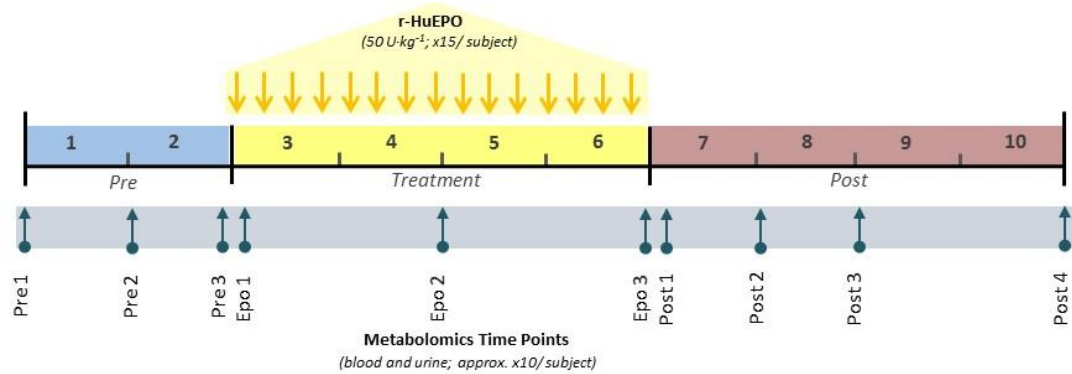 r-HuEPO
(50 U·kg⁻¹; x15/ subject)
1 2 3 4 5 6 7 8 9 10
Pre Treatment Post
Pre 1 Pre 2 Pre 3 Epo 1 Epo 2 Epo 3 Post 1 Post 2 Post 3 Post 4
Metabolomics Time Points
(blood and urine; approx. x10/ subject)